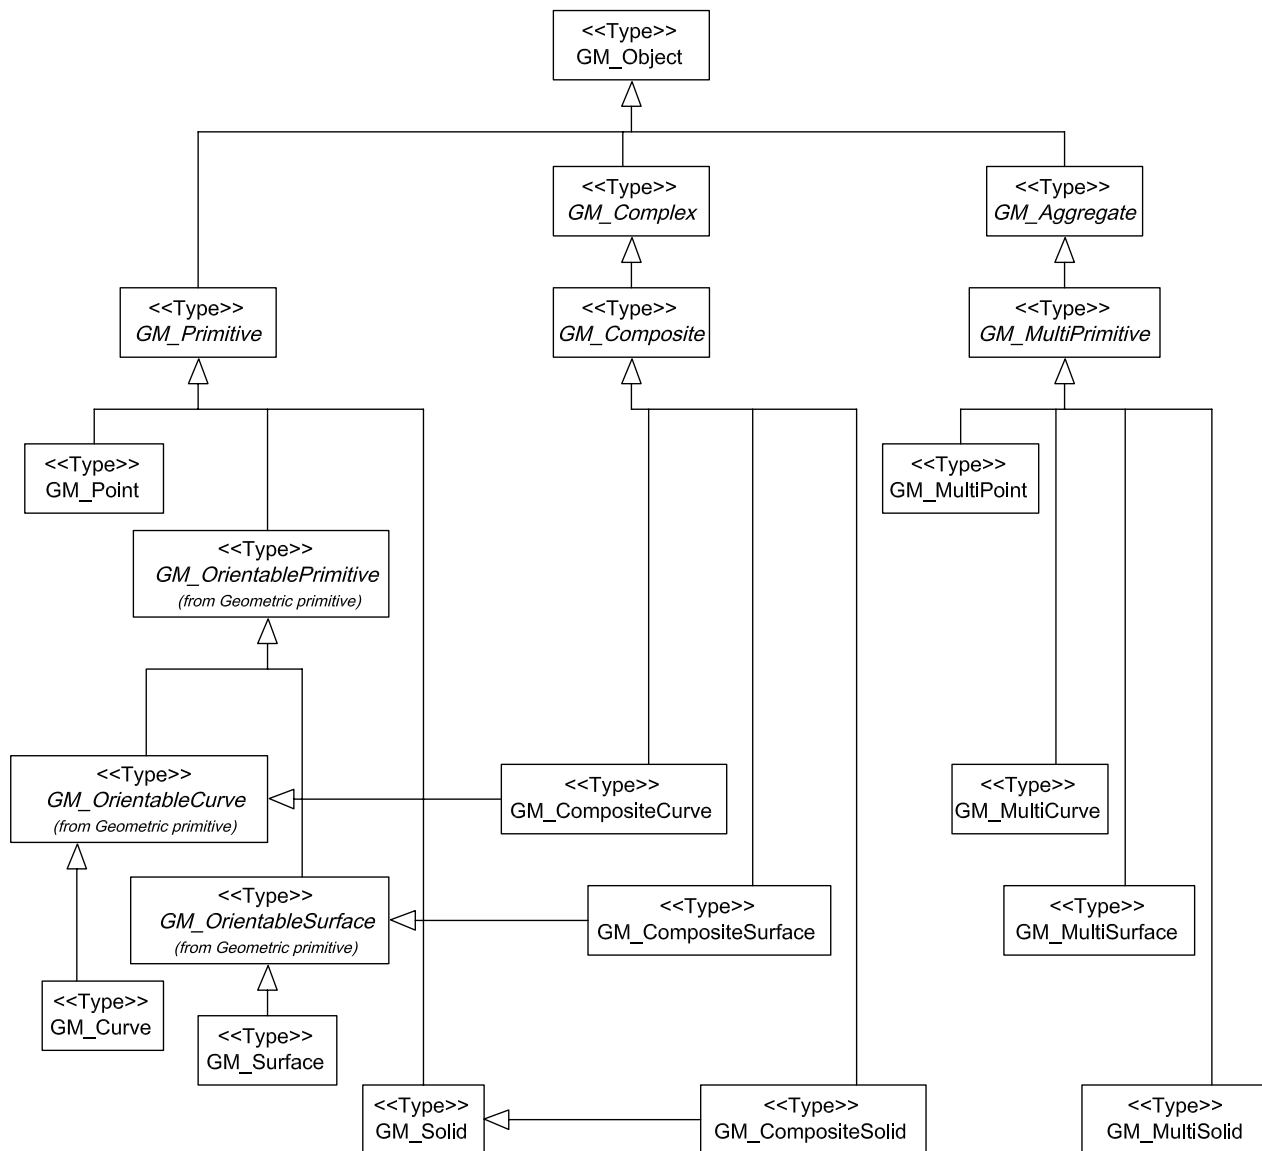 <<Type>>
GM_Object
<<Type>>
GM_Complex
<<Type>>
GM_Aggregate
<<Type>>
GM_Primitive
<<Type>>
GM_Composite
<<Type>>
GM_MultiPrimitive
<<Type>>
GM_Point
<<Type>>
GM_MultiPoint
<<Type>>
GM_OrientablePrimitive
(from Geometric primitive)
<<Type>>
GM_OrientableCurve
(from Geometric primitive)
<<Type>>
GM_CompositeCurve
<<Type>>
GM_MultiCurve
<<Type>>
GM_OrientableSurface
(from Geometric primitive)
<<Type>>
GM_CompositeSurface
<<Type>>
GM_MultiSurface
<<Type>>
GM_Curve
<<Type>>
GM_Surface
<<Type>>
GM_Solid
<<Type>>
GM_CompositeSolid
<<Type>>
GM_MultiSolid